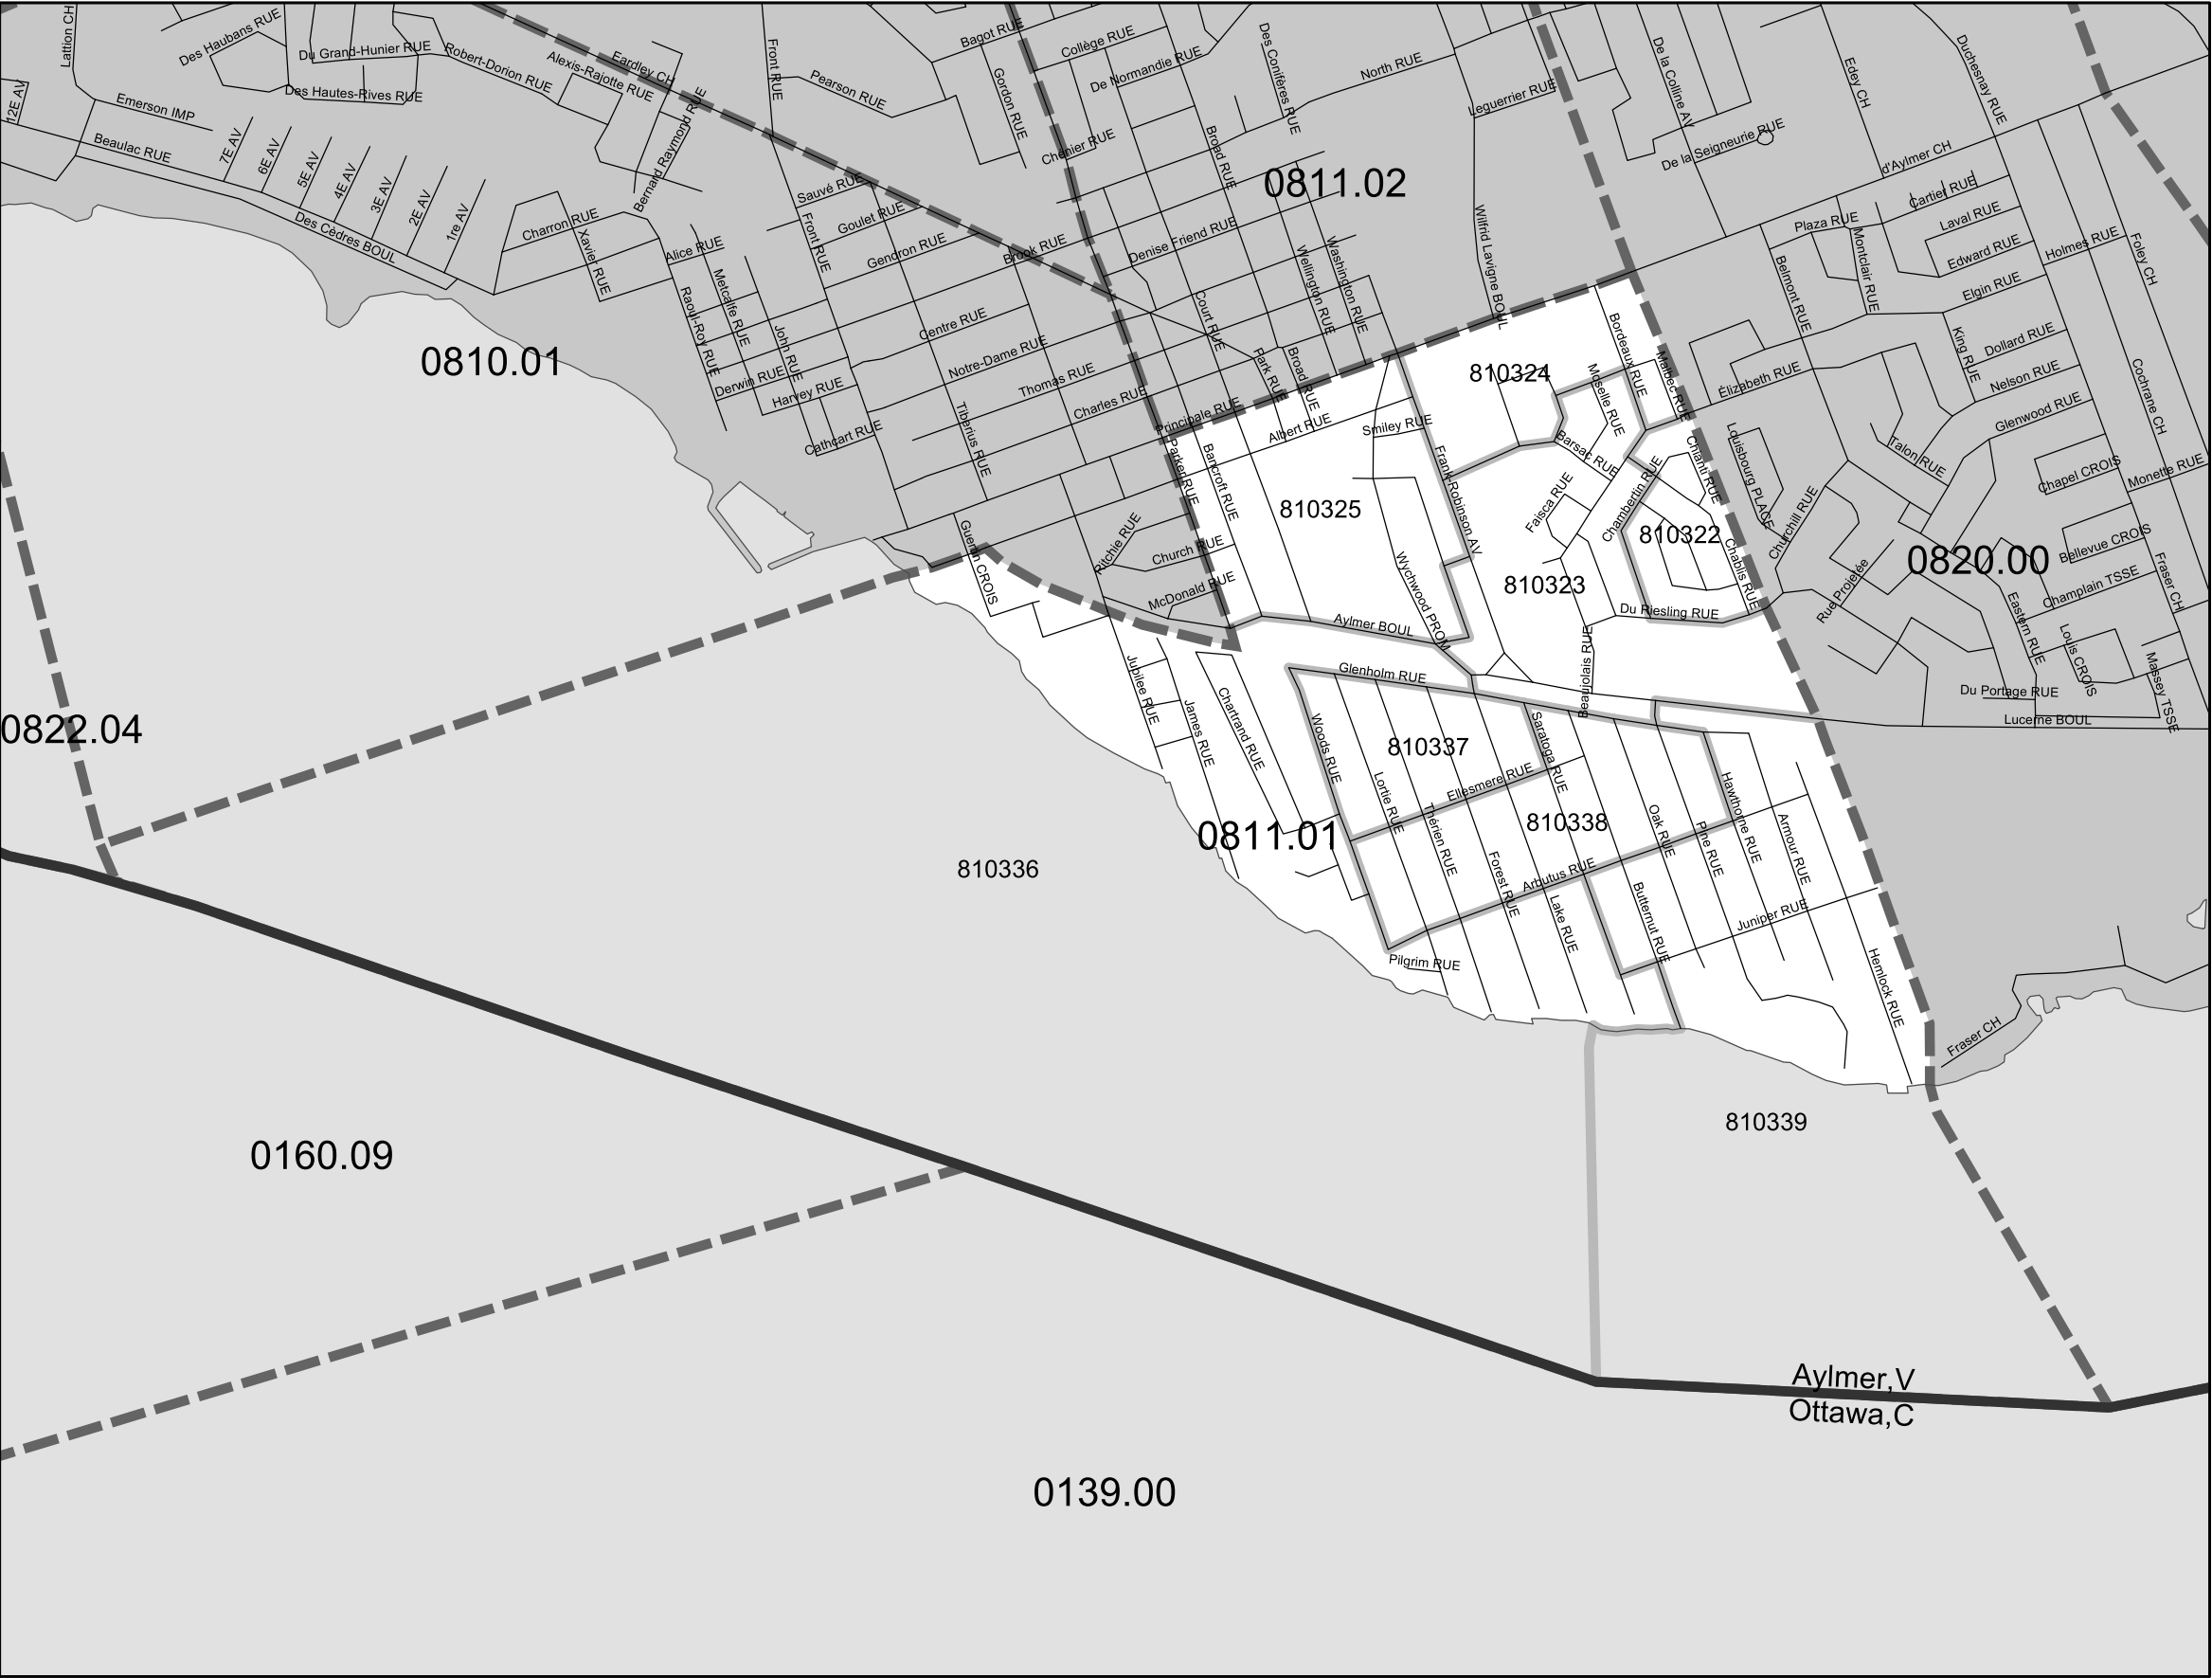 Lattion CH
Des Haubans RUE
Du Grand-Hunier RUE
Robert-Dorion RUE
Alexis-Rajotte RUE
Eardley CH
Front RUE
Pearson RUE
Bagot RUE
Gordon RUE
Collège RUE
De Normandie RUE
Des Conifères RUE
North RUE
Leguerrier RUE
De la Colline AV
Edey CH
Duchesnay RUE
12E AV
Emerson IMP
Des Hautes-Rives RUE
Beaulac RUE
7E AV
6E AV
5E AV
4E AV
3E AV
2E AV
1re AV
Bernard Raymond RUE
Chénier RUE
Broad RUE
De la Seigneurie RUE
d'Aylmer CH
0811.02
Sauvé RUE
Front RUE
Goulet RUE
Gendron RUE
Brook RUE
Denise Friend RUE
Wellington RUE
Washington RUE
Wilfrid Lavigne BOUL
Cartier RUE
Plaza RUE
Laval RUE
Edward RUE
Holmes RUE
Foley CH
Des Cèdres BOUL
Charron RUE
Xavier RUE
Alice RUE
Raoul-Roy RUE
Metcalfe RUE
John RUE
Centre RUE
Notre-Dame RUE
Court RUE
Belmont RUE
Montclair RUE
Elgin RUE
King RUE
Dollard RUE
0810.01
Derwin RUE
Harvey RUE
Thomas RUE
Charles RUE
Park RUE
Broad RUE
810324
Bordeaux RUE
Moselle RUE
Malbec RUE
Élizabeth RUE
Nelson RUE
Cochrane CH
Cathcart RUE
Tiberius RUE
Principale RUE
Albert RUE
Smiley RUE
Barsac RUE
Glenwood RUE
Talon RUE
Parker RUE
Bancroft RUE
Frank-Robinson AV
Chianti RUE
Louisbourg PLACE
Chapel CROIS
Monette RUE
810325
Faisca RUE
Chambertin RUE
810322
Churchill RUE
0820.00
Bellevue CROIS
Guertin CROIS
Ritchie RUE
Church RUE
Wychwood PROM
810323
Chablis RUE
Rue Projetée
Champlain TSSE
Fraser CH
McDonald RUE
Aylmer BOUL
Du Riesling RUE
Eastern RUE
Louis CROIS
Massey TSSE
Jubilee RUE
James RUE
Chartrand RUE
Glenholm RUE
Beaujolais RUE
Du Portage RUE
Lucerne BOUL
0822.04
Woods RUE
810337
Saratoga RUE
Lortie RUE
Ellesmere RUE
Thérien RUE
810338
Oak RUE
Pine RUE
Hawthorne RUE
Armour RUE
0811.01
810336
Forest RUE
Arbutus RUE
Lake RUE
Butternut RUE
Juniper RUE
Pilgrim RUE
Hemlock RUE
Fraser CH
810339
0160.09
Aylmer,V
Ottawa,C
0139.00